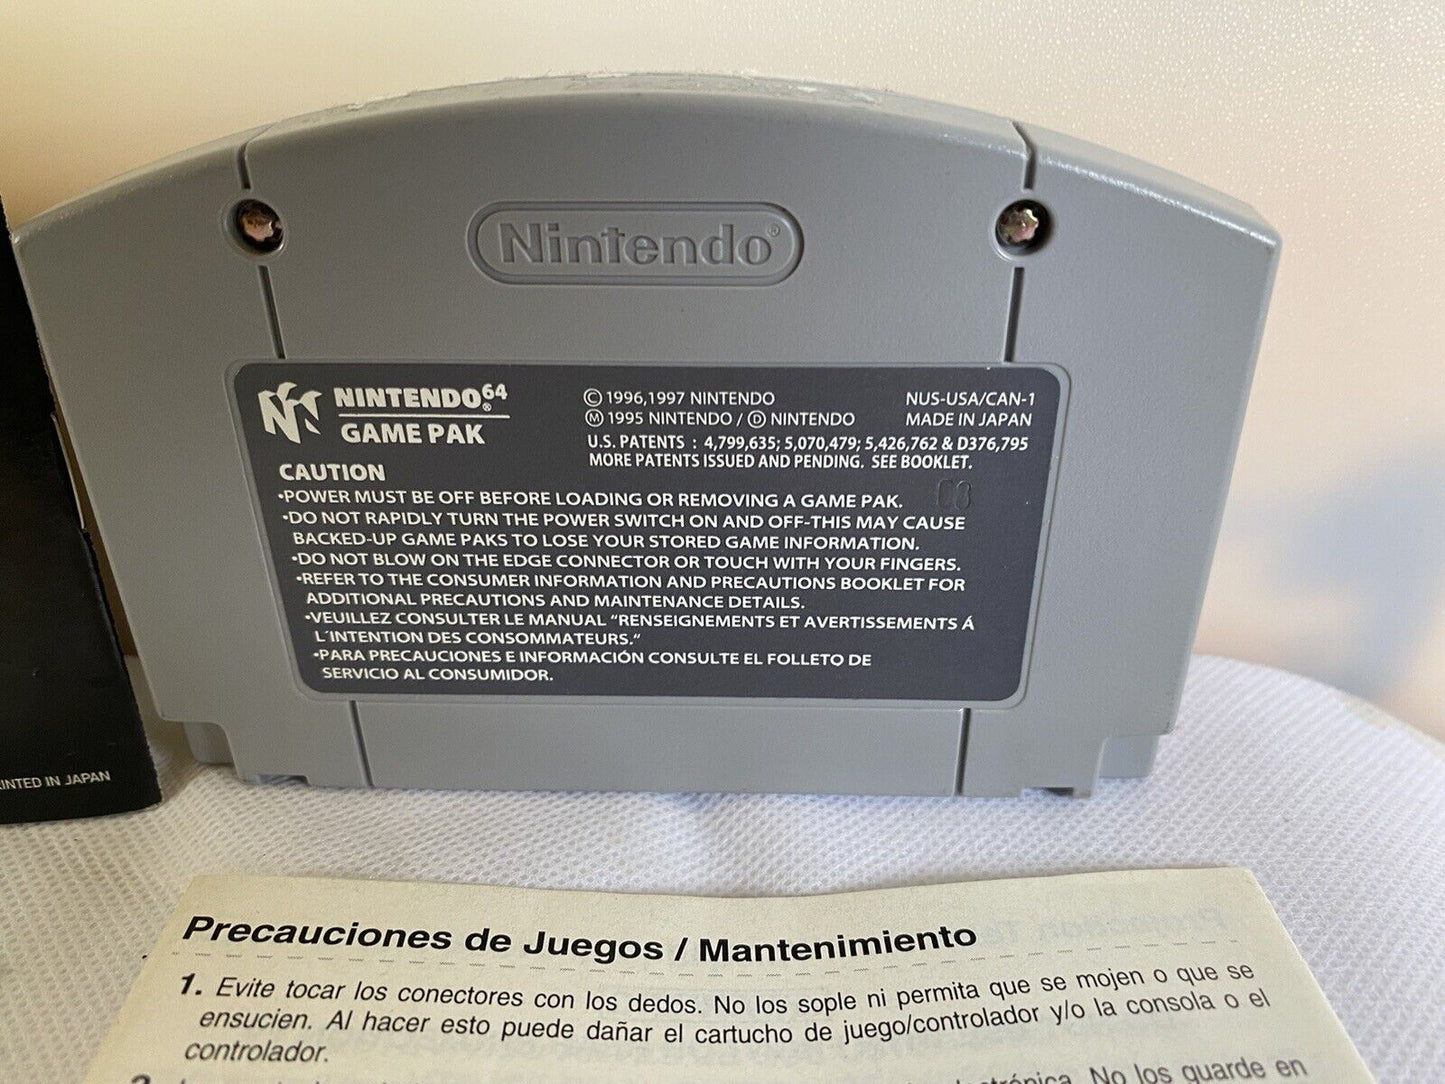 Nintendo®
NINTENDO64®
GAME PAK
© 1996,1997 NINTENDO
Ⓜ 1995 NINTENDO / Ⓓ NINTENDO
NUS-USA/CAN-1
MADE IN JAPAN
U.S. PATENTS : 4,799,635; 5,070,479; 5,426,762 & D376,795
MORE PATENTS ISSUED AND PENDING. SEE BOOKLET.
CAUTION
•POWER MUST BE OFF BEFORE LOADING OR REMOVING A GAME PAK.
•DO NOT RAPIDLY TURN THE POWER SWITCH ON AND OFF-THIS MAY CAUSE
BACKED-UP GAME PAKS TO LOSE YOUR STORED GAME INFORMATION.
•DO NOT BLOW ON THE EDGE CONNECTOR OR TOUCH WITH YOUR FINGERS.
•REFER TO THE CONSUMER INFORMATION AND PRECAUTIONS BOOKLET FOR
ADDITIONAL PRECAUTIONS AND MAINTENANCE DETAILS.
•VEUILLEZ CONSULTER LE MANUAL "RENSEIGNEMENTS ET AVERTISSEMENTS Á
L'INTENTION DES CONSOMMATEURS."
•PARA PRECAUCIONES E INFORMACIÓN CONSULTE EL FOLLETO DE
SERVICIO AL CONSUMIDOR.
INTED IN JAPAN
Precauciones de Juegos / Mantenimiento
1. Evite tocar los conectores con los dedos. No los sople ni permita que se mojen o que se
ensucien. Al hacer esto puede dañar el cartucho de juego/controlador y/o la consola o el
controlador.
No los guarde en